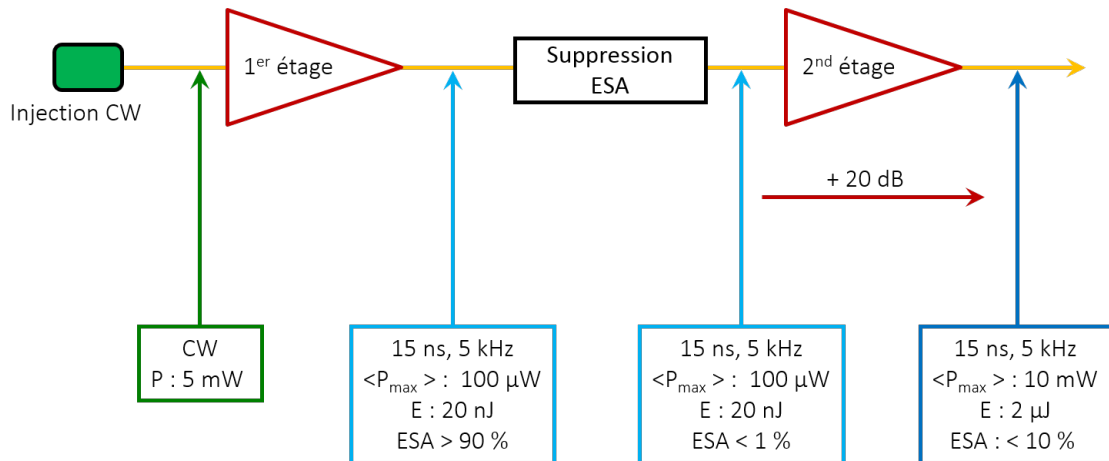 Injection CW
1er étage
Suppression
ESA
2nd étage
+ 20 dB
CW
P : 5 mW
15 ns, 5 kHz
<Pmax > : 100 µW
E : 20 nJ
ESA > 90 %
15 ns, 5 kHz
<Pmax > : 100 µW
E : 20 nJ
ESA < 1 %
15 ns, 5 kHz
<Pmax > : 10 mW
E : 2 µJ
ESA : < 10 %